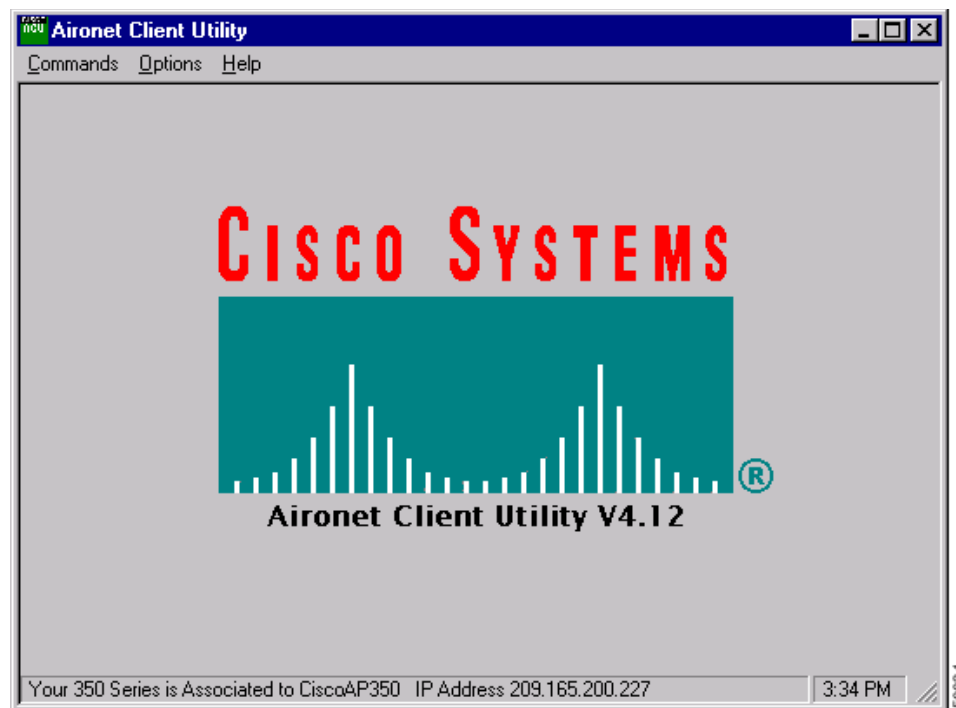 Aironet Client Utility
Commands Options Help
CISCO SYSTEMS
®
Aironet Client Utility V4.12
Your 350 Series is Associated to CiscoAP350 IP Address 209.165.200.227 3:34 PM